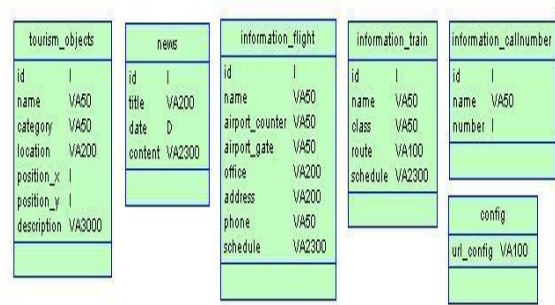 tourism_objects
id I
name VA50
category VA50
location VA200
position_x I
position_y I
description VA3000
news
id I
title VA200
date D
content VA2300
information_flight
id I
name VA50
airport_counter VA50
airport_gate VA50
office VA200
address VA200
phone VA50
schedule VA2300
information_train
id I
name VA50
class VA50
route VA100
schedule VA2300
information_callnumber
id I
name VA50
number I
config
url_config VA100